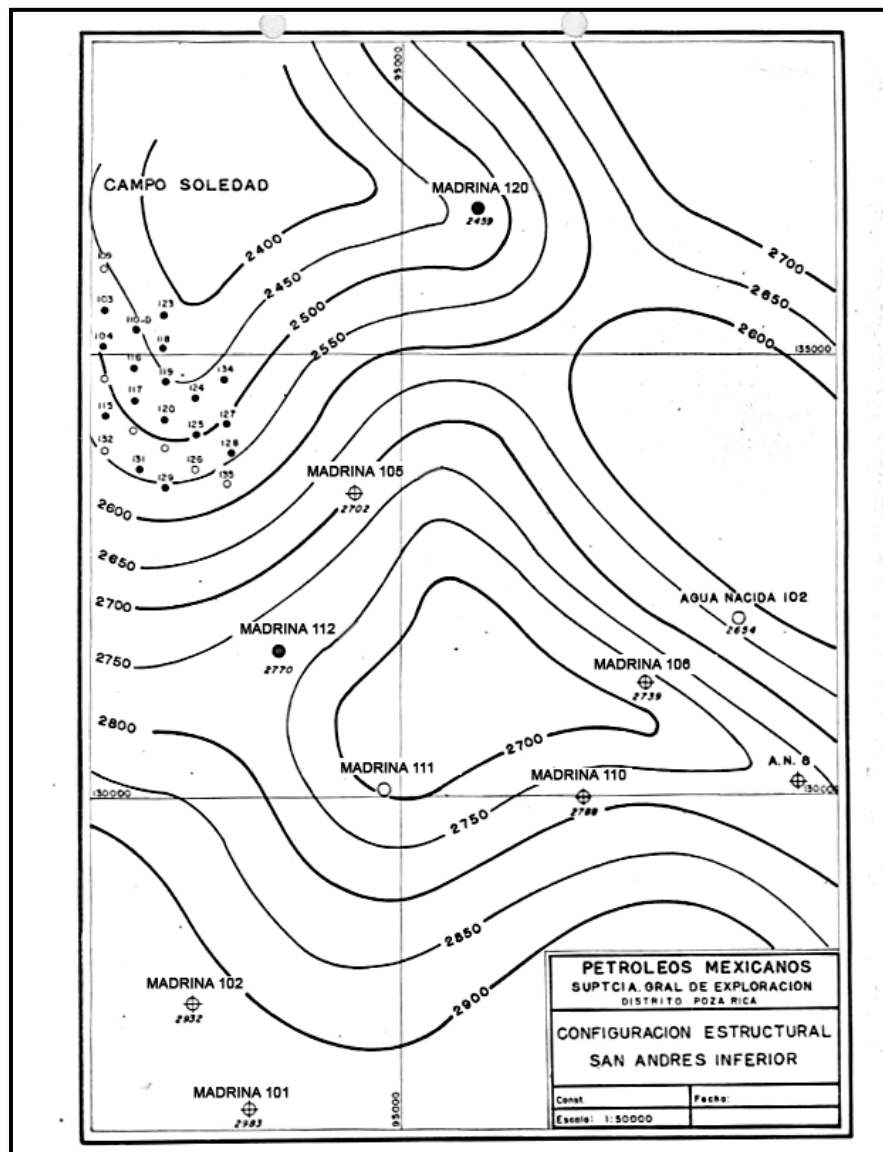 95000
CAMPO SOLEDAD
MADRINA 120
2459
2400
2450
2500
2550
2700
2650
2600
135000
109
103
110-D
123
104
118
116
119
134
117
124
115
120
125
127
132
131
126
128
129
135
MADRINA 105
2702
2600
2650
2700
2750
2800
MADRINA 112
2770
AGUA NACIDA 102
2654
MADRINA 106
2739
2700
MADRINA 111
MADRINA 110
2788
A.N. 8
130000
130000
2750
2850
2900
MADRINA 102
2932
MADRINA 101
2983
95000
PETROLEOS MEXICANOS
SUPTCIA. GRAL DE EXPLORACION
DISTRITO POZA RICA
CONFIGURACION ESTRUCTURAL
SAN ANDRES INFERIOR
Const.
Fecha:
Escala: 1:50000